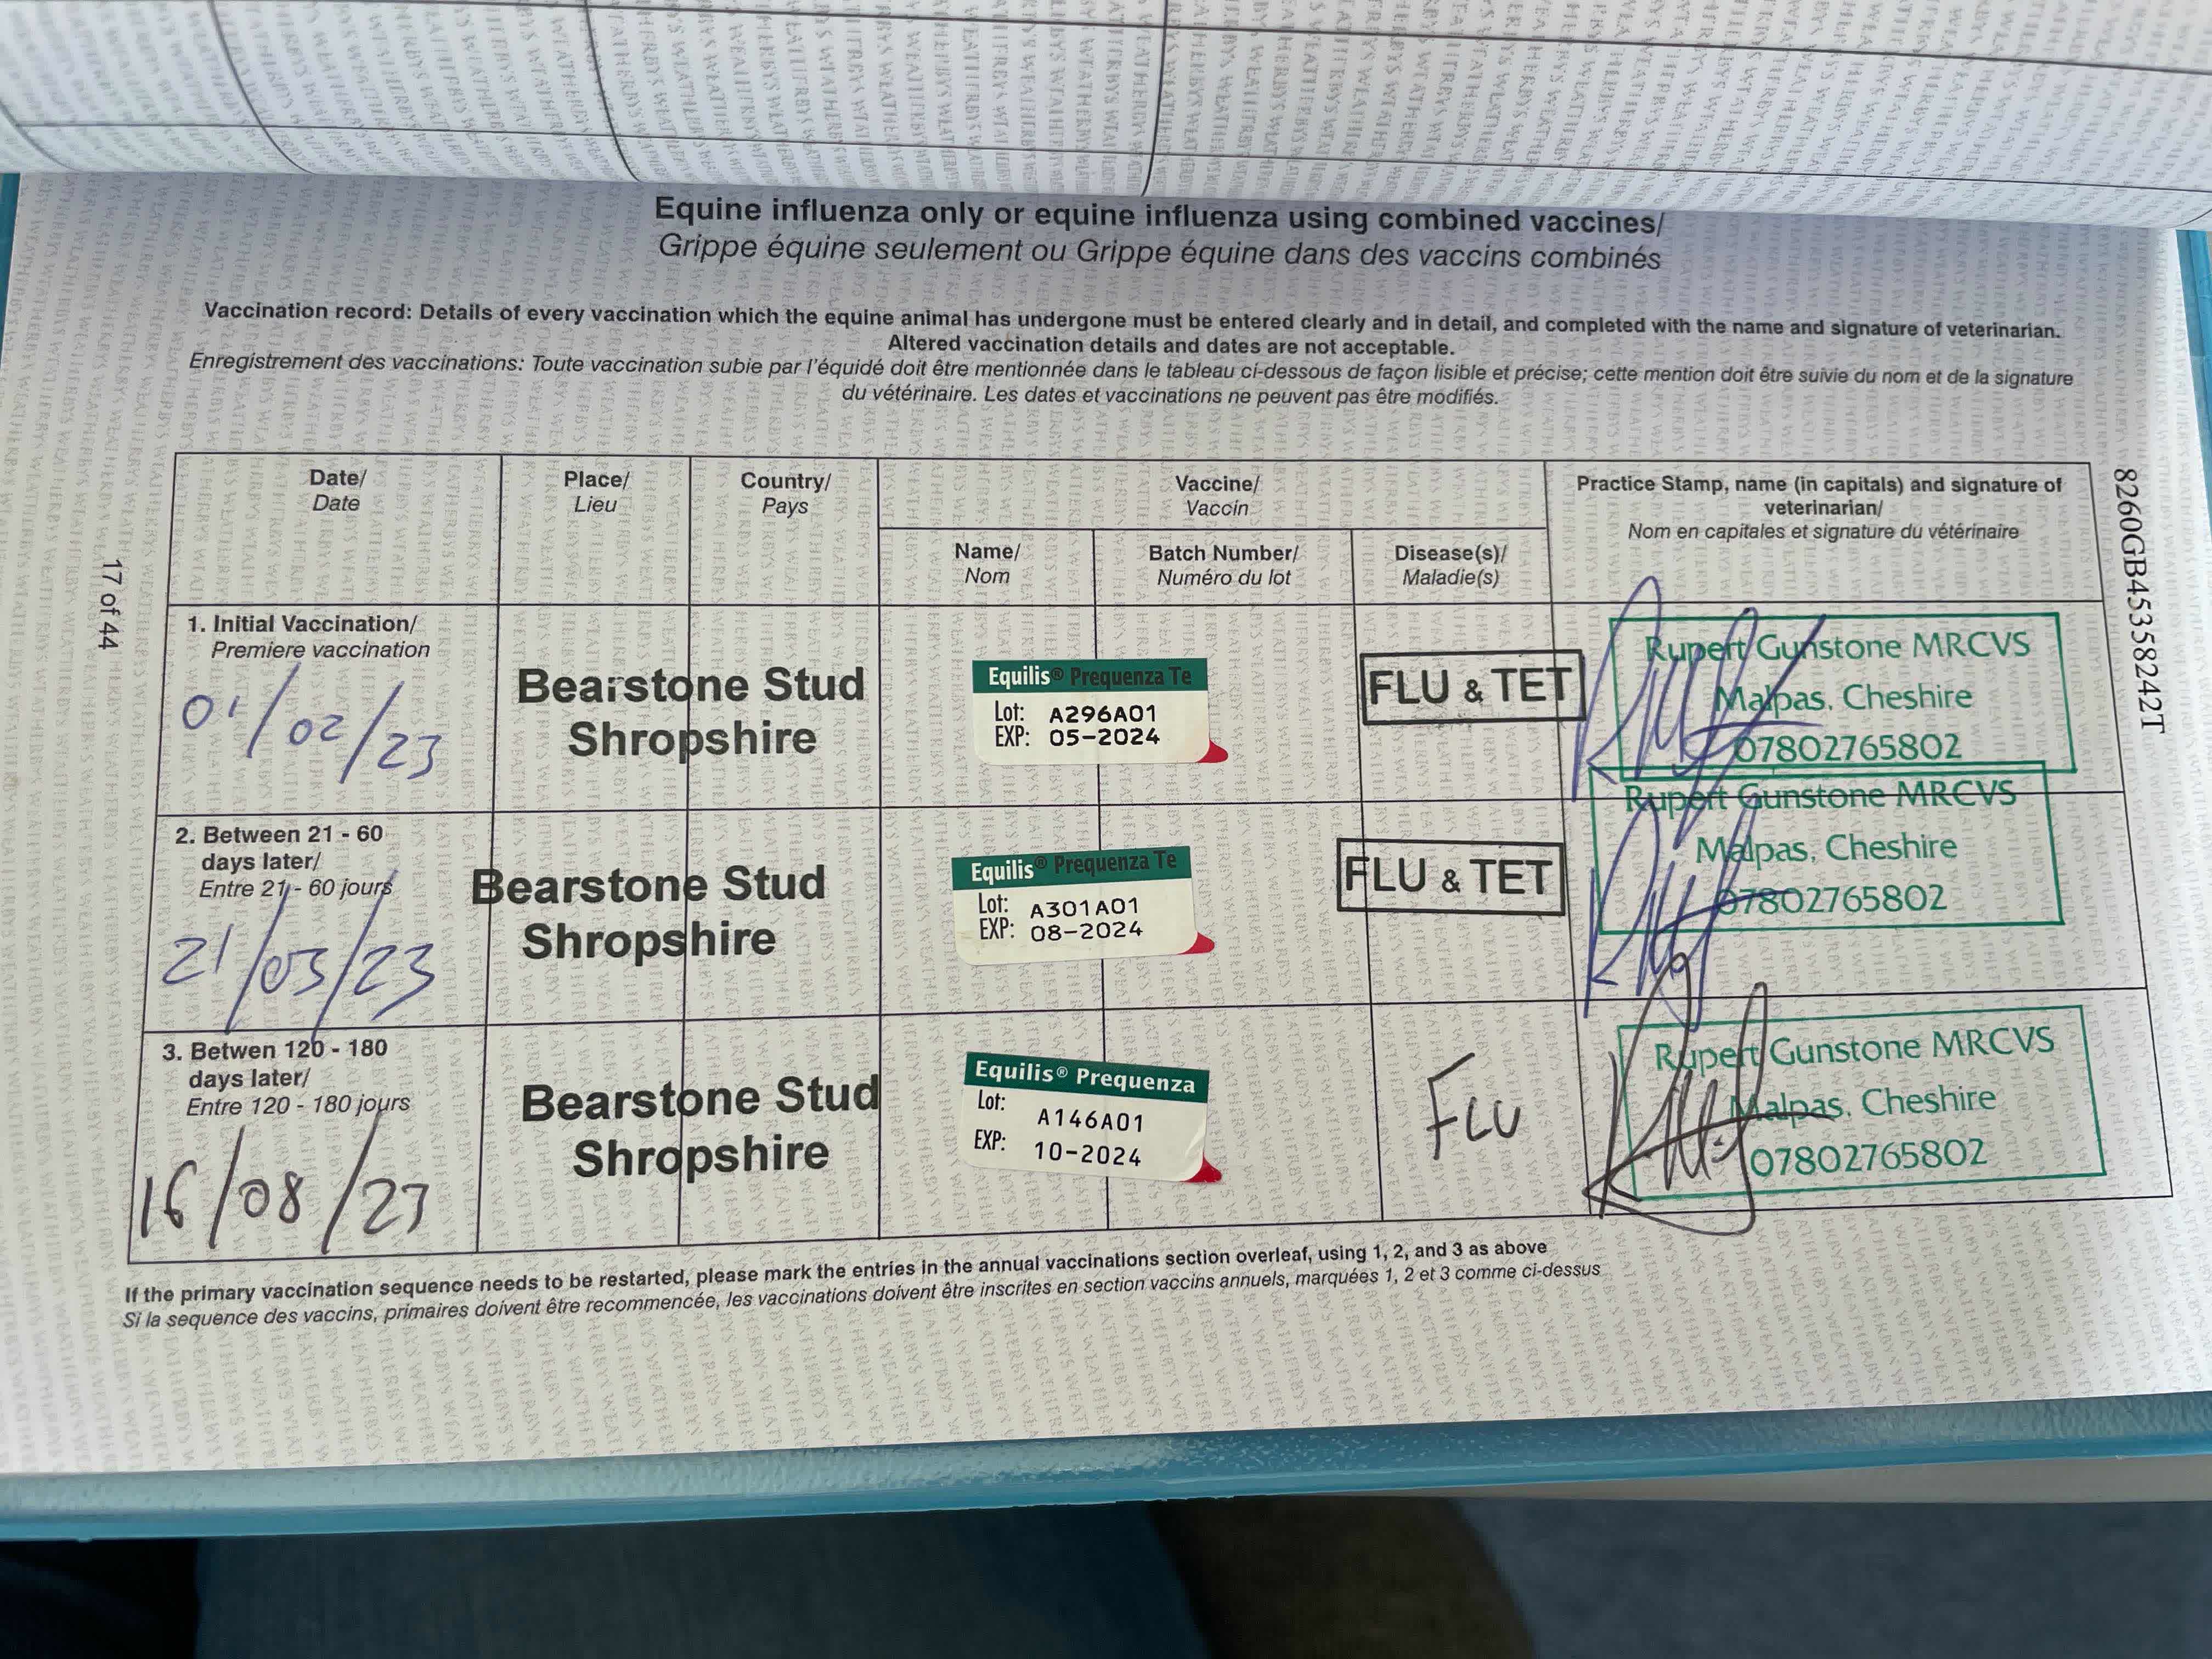 Equine influenza only or equine influenza using combined vaccines/
Grippe équine seulement ou Grippe équine dans des vaccins combinés
Vaccination record: Details of every vaccination which the equine animal has undergone must be entered clearly and in detail, and completed with the name and signature of veterinarian.
Altered vaccination details and dates are not acceptable.
Enregistrement des vaccinations: Toute vaccination subie par l'équidé doit être mentionnée dans le tableau ci-dessous de façon lisible et précise; cette mention doit être suivie du nom et de la signature
du vétérinaire. Les dates et vaccinations ne peuvent pas être modifiés.
Date/
Date
Place/
Lieu
Country/
Pays
Vaccine/
Vaccin
Name/
Nom
Batch Number/
Numéro du lot
Disease(s)/
Maladie(s)
Practice Stamp, name (in capitals) and signature of
veterinarian/
Nom en capitales et signature du vétérinaire
1. Initial Vaccination/
Premiere vaccination
01/02/23
Bearstone Stud
Shropshire
Equilis® Prequenza Te
Lot: A296A01
EXP: 05-2024
FLU & TET
Rupert Gunstone MRCVS
Malpas, Cheshire
07802765802
2. Between 21 - 60
days later/
Entre 21 - 60 jours
21/03/23
Bearstone Stud
Shropshire
Equilis® Prequenza Te
Lot: A301A01
EXP: 08-2024
FLU & TET
Rupert Gunstone MRCVS
Malpas, Cheshire
07802765802
3. Betwen 120 - 180
days later/
Entre 120 - 180 jours
16/08/23
Bearstone Stud
Shropshire
Equilis® Prequenza
Lot: A146A01
EXP: 10-2024
FLU
Rupert Gunstone MRCVS
Malpas, Cheshire
07802765802
If the primary vaccination sequence needs to be restarted, please mark the entries in the annual vaccinations section overleaf, using 1, 2, and 3 as above
Si la sequence des vaccins, primaires doivent être recommencée, les vaccinations doivent être inscrites en section vaccins annuels, marquées 1, 2 et 3 comme ci-dessus
17 of 44
8260GB45358242T